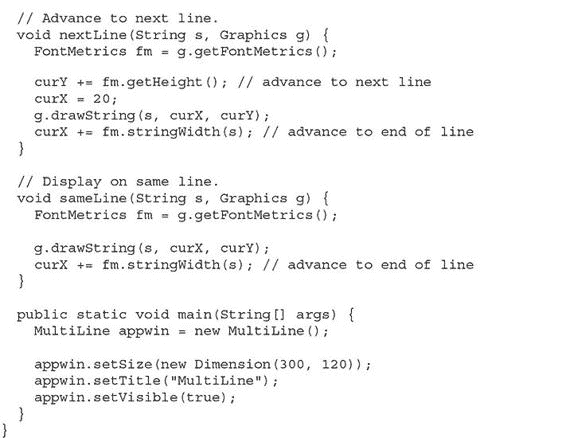 // Advance to next line.
void nextLine(String s, Graphics g) {
FontMetrics fm = g.getFontMetrics();
curY += fm.getHeight(); // advance to next line
curX = 20;
g.drawString(s, curX, curY);
curX += fm.stringWidth(s); // advance to end of line
}
// Display on same line.
void sameLine(String s, Graphics g) {
FontMetrics fm = g.getFontMetrics();
g.drawString(s, curX, curY);
curX += fm.stringWidth(s); // advance to end of line
}
public static void main(String[] args) {
MultiLine appwin = new MultiLine();
appwin.setSize(new Dimension(300, 120));
appwin.setTitle("MultiLine");
appwin.setVisible(true);
}
}